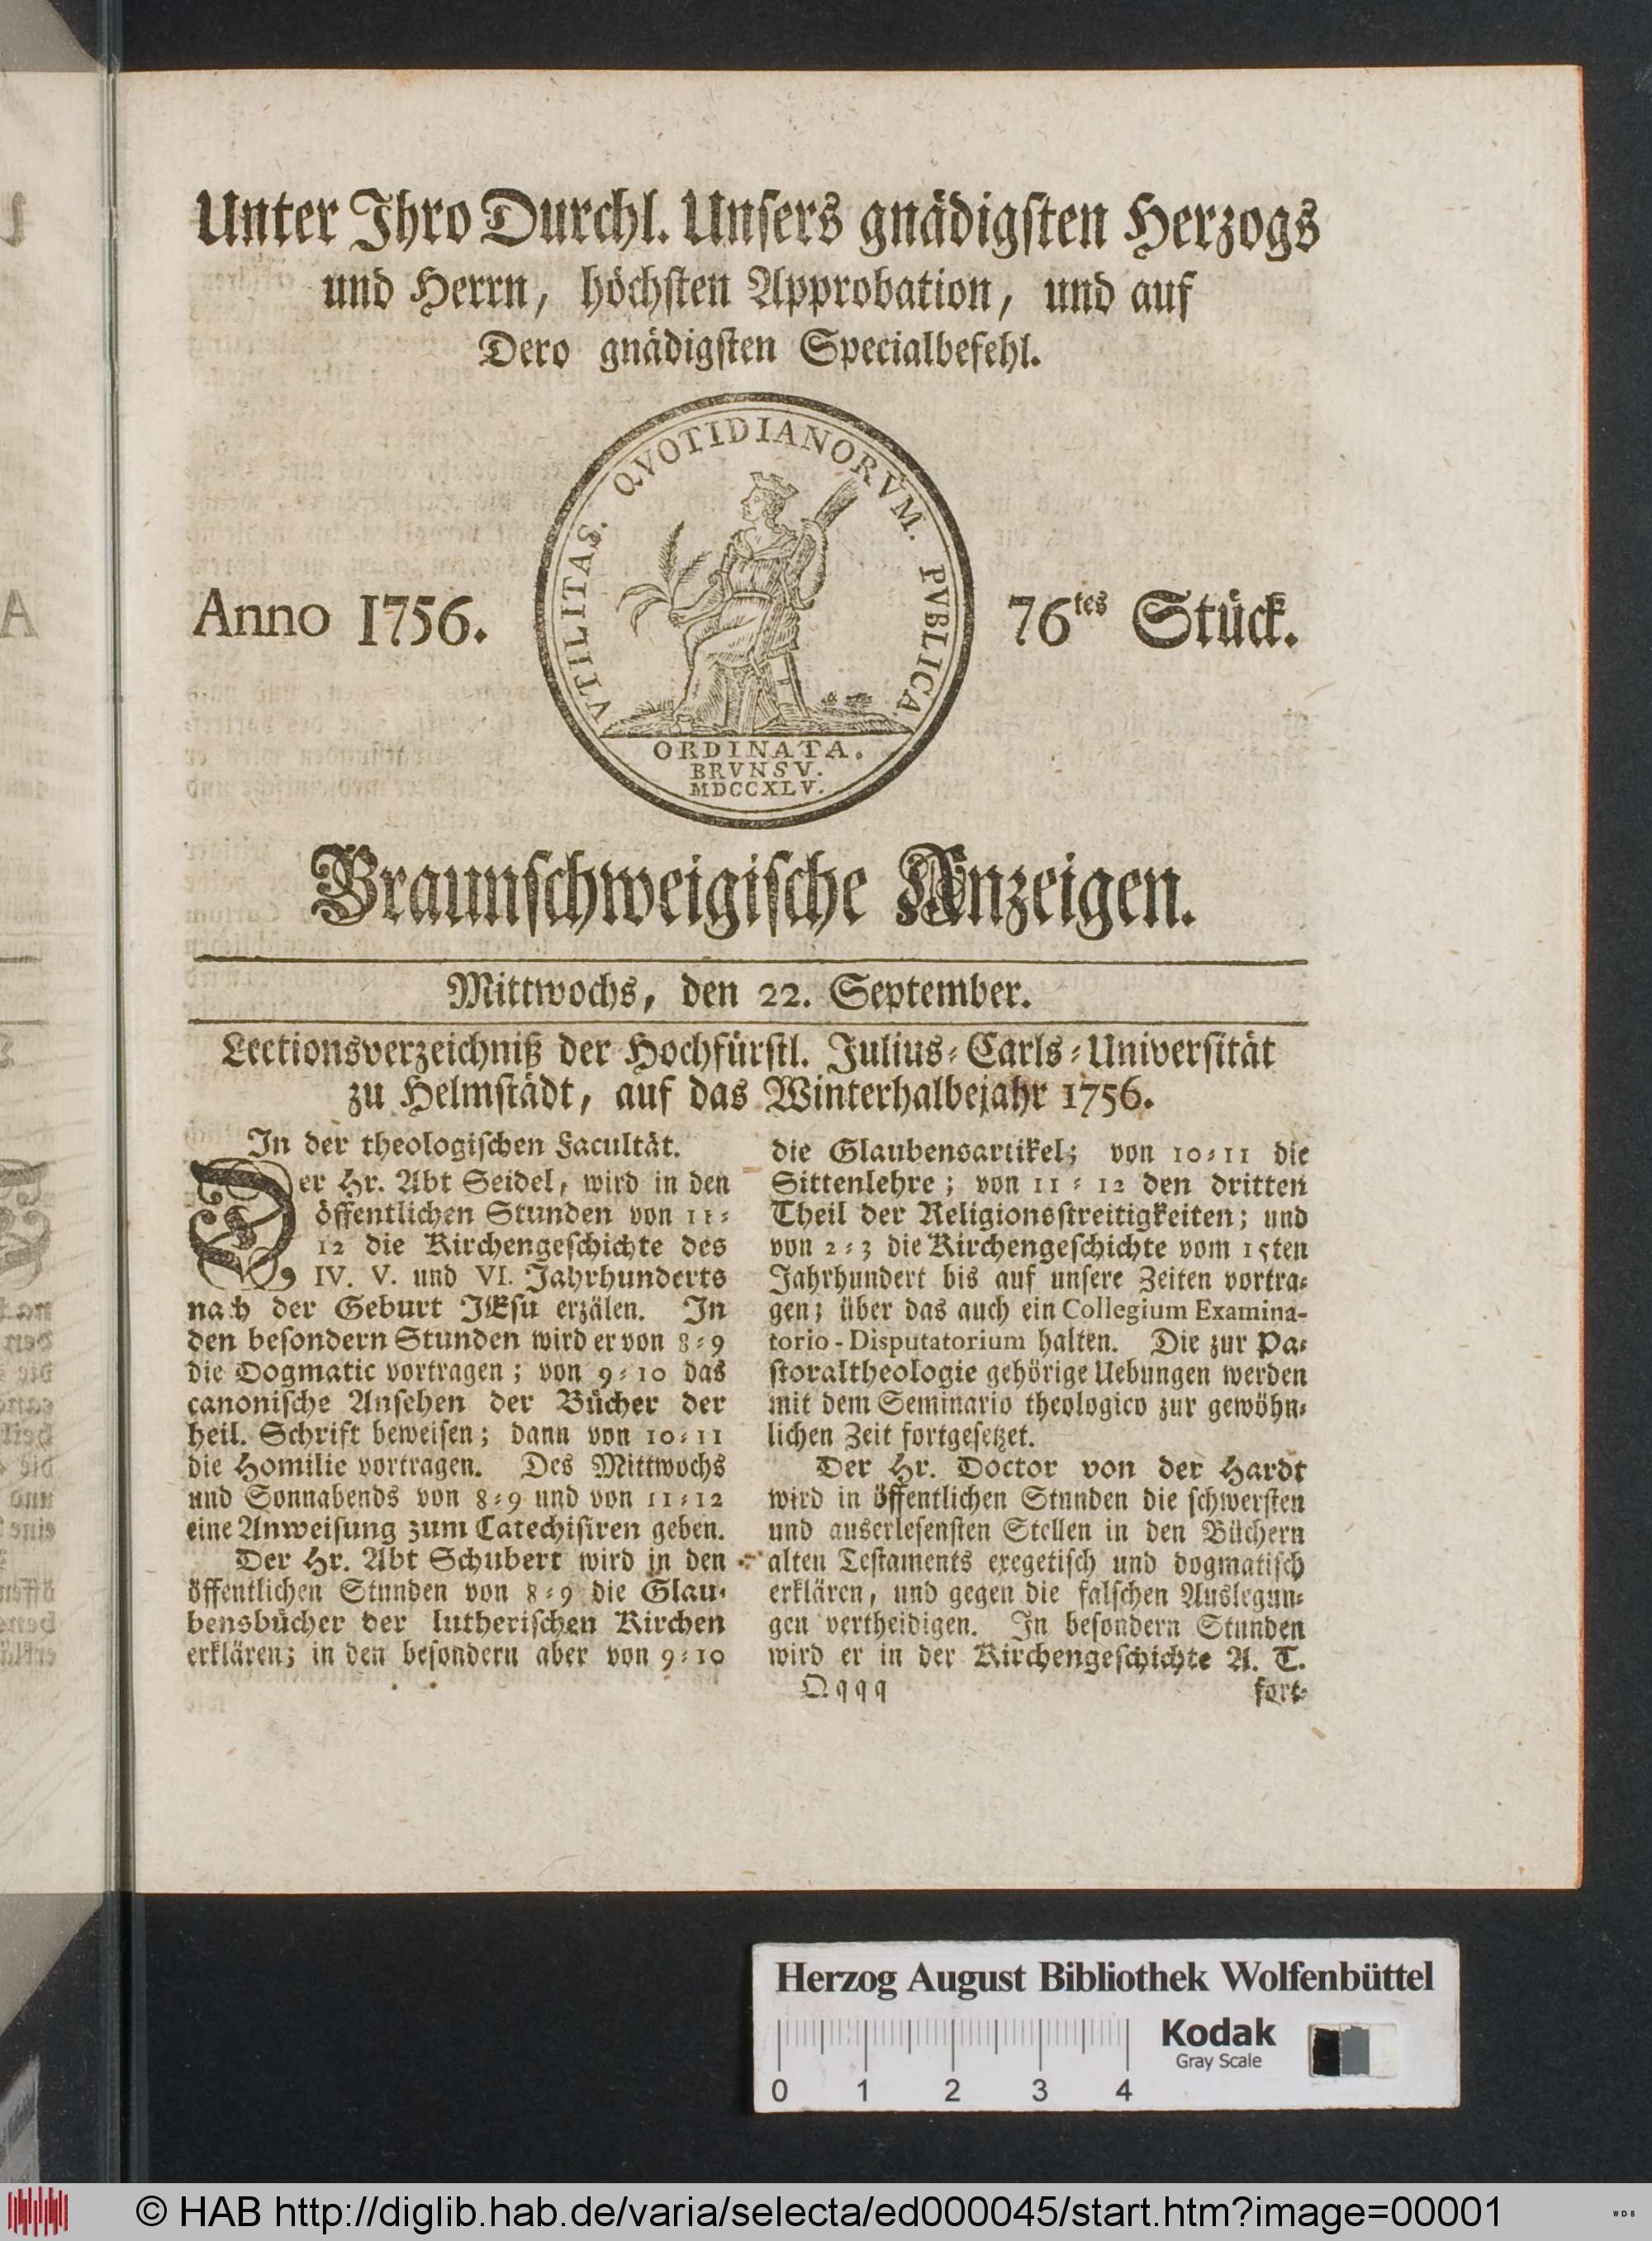 Unter Ihro Durchl. Unsers gnädigsten Herzogs
und Herrn, höchsten Approbation, und auf
Dero gnädigsten Specialbefehl.
VTILITAS. QVOTIDIANORVM. PVBLICA
ORDINATA.
BRVNSV.
MDCCXLV.
Anno 1756.
76tes Stück.
Braunschweigische Anzeigen.
Mittwochs, den 22. September.
Lectionsverzeichniß der Hochfürstl. Julius-Carls-Universität
zu Helmstädt, auf das Winterhalbejahr 1756.
In der theologischen Facultät.
Der Hr. Abt Seidel, wird in den
öffentlichen Stunden von 11-
12 die Kirchengeschichte des
IV. V. und VI. Jahrhunderts
nach der Geburt JEsu erzälen. In
den besondern Stunden wird er von 8-9
die Dogmatic vortragen; von 9-10 das
canonische Ansehen der Bücher der
heil. Schrift beweisen; dann von 10-11
die Homilie vortragen. Des Mittwochs
und Sonnabends von 8-9 und von 11-12
eine Anweisung zum Catechisiren geben.
Der Hr. Abt Schubert wird in den
öffentlichen Stunden von 8-9 die Glau-
bensbücher der lutherischen Kirchen
erklären; in den besondern aber von 9-10
die Glaubensartikel; von 10-11 die
Sittenlehre; von 11-12 den dritten
Theil der Religionsstreitigkeiten; und
von 2-3 die Kirchengeschichte vom 15ten
Jahrhundert bis auf unsere Zeiten vortra-
gen; über das auch ein Collegium Examina-
torio-Disputatorium halten. Die zur Pa-
storaltheologie gehörige Uebungen werden
mit dem Seminario theologico zur gewöhn-
lichen Zeit fortgesetzet.
Der Hr. Doctor von der Hardt
wird in öffentlichen Stunden die schwersten
und auserlesensten Stellen in den Büchern
alten Testaments exegetisch und dogmatisch
erklären, und gegen die falschen Auslegun-
gen vertheidigen. In besondern Stunden
wird er in der Kirchengeschichte A. T.
Qqqq fort-
Herzog August Bibliothek Wolfenbüttel
Kodak
Gray Scale
0 1 2 3 4
© HAB http://diglib.hab.de/varia/selecta/ed000045/start.htm?image=00001
WDB